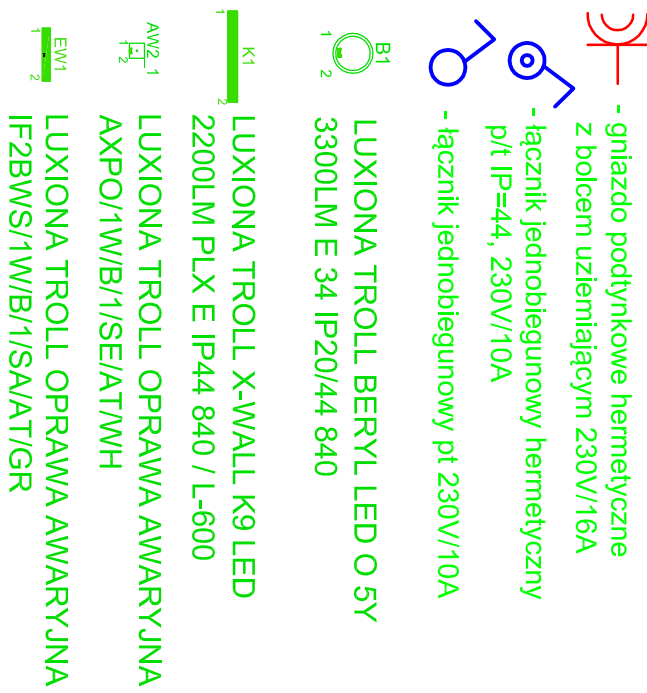 - gniazdo podtynkowe hermetyczne
z bolcem uziemiającym 230V/16A
- łącznik jednobiegunowy hermetyczny
p/t IP=44, 230V/10A
- łącznik jednobiegunowy pt 230V/10A
B1
1
2
LUXIONA TROLL BERYL LED O 5Y
3300LM E 34 IP20/44 840
K1
1
2
LUXIONA TROLL X-WALL K9 LED
2200LM PLX E IP44 840 / L-600
AW2 1
1
2
LUXIONA TROLL OPRAWA AWARYJNA
AXPO/1W/B/1/SE/AT/WH
EW1
1
2
LUXIONA TROLL OPRAWA AWARYJNA
IF2BWS/1W/B/1/SA/AT/GR